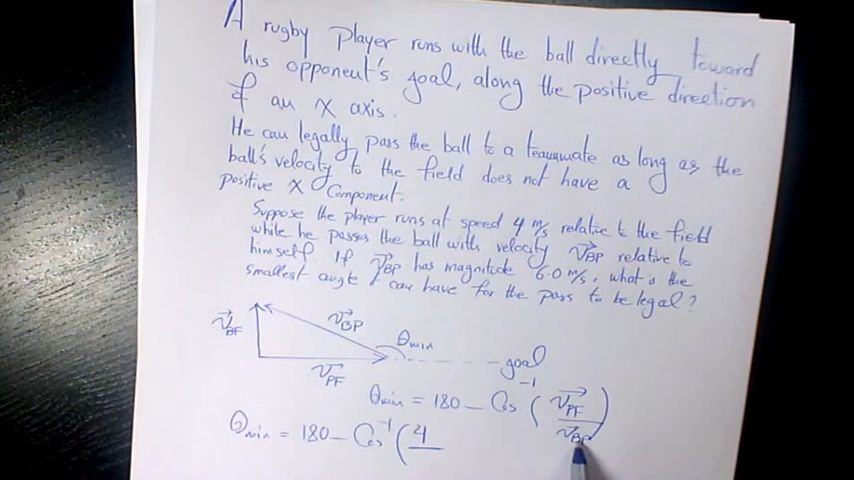 A rugby player runs with the ball directly toward
his opponent's goal, along the positive direction
of an X axis.
He can legally pass the ball to a teammate as long as the
ball's velocity to the field does not have a
positive X Component.
Suppose the player runs at speed 4 m/s relative to the field
while he passes the ball with velocity V⃗BP relative to
himself. If V⃗BP has magnitude 6.0 m/s, what is the
smallest angle it can have for the pass to be legal?
V⃗BF V⃗BP θmin goal
V⃗PF
θmin = 180 - Cos⁻¹ (V⃗PF / V⃗BP)
θmin = 180 - Cos⁻¹ (4